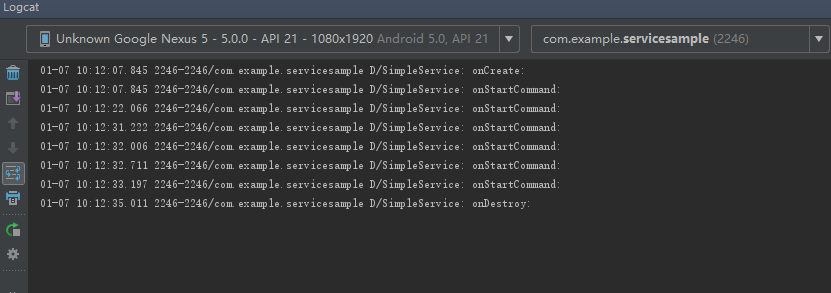 Logcat
Unknown Google Nexus 5 - 5.0.0 - API 21 - 1080x1920 Android 5.0, API 21
com.example.servicesample (2246)
01-07 10:12:07.845 2246-2246/com.example.servicesample D/SimpleService: onCreate:
01-07 10:12:07.845 2246-2246/com.example.servicesample D/SimpleService: onStartCommand:
01-07 10:12:22.066 2246-2246/com.example.servicesample D/SimpleService: onStartCommand:
01-07 10:12:31.222 2246-2246/com.example.servicesample D/SimpleService: onStartCommand:
01-07 10:12:32.006 2246-2246/com.example.servicesample D/SimpleService: onStartCommand:
01-07 10:12:32.711 2246-2246/com.example.servicesample D/SimpleService: onStartCommand:
01-07 10:12:33.197 2246-2246/com.example.servicesample D/SimpleService: onStartCommand:
01-07 10:12:35.011 2246-2246/com.example.servicesample D/SimpleService: onDestroy: